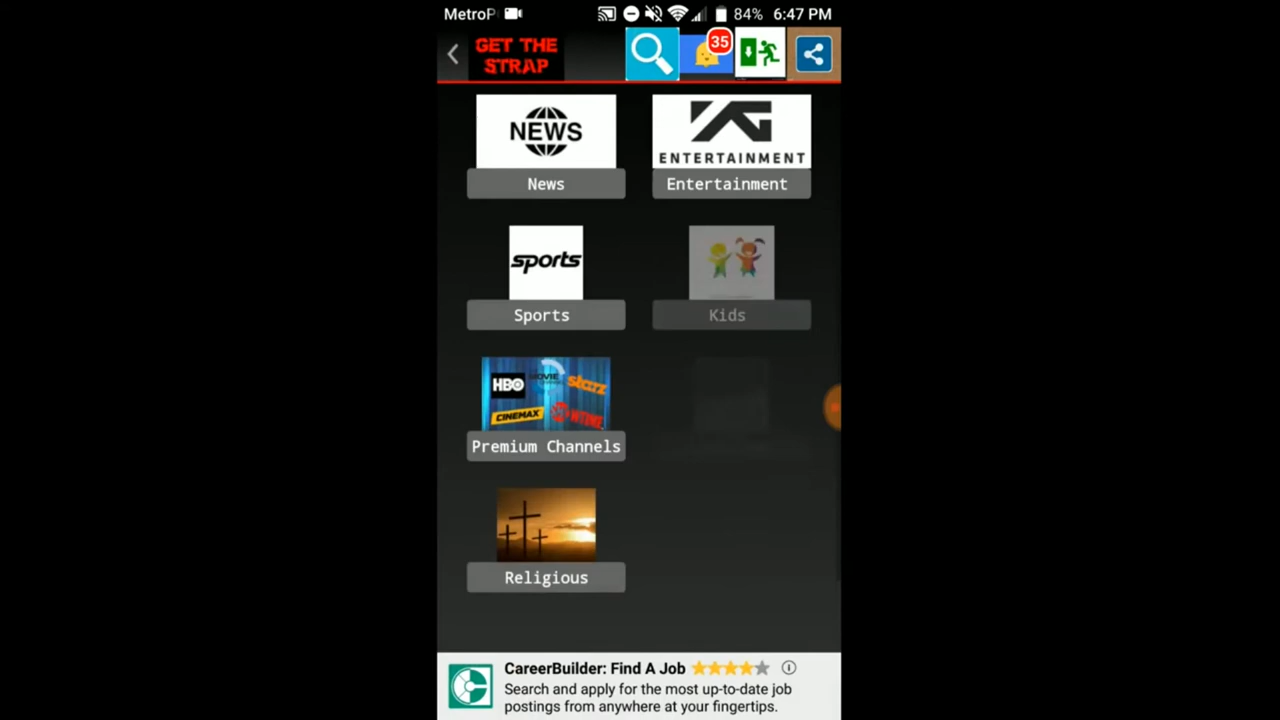 MetroP
84%
6:47 PM
GET THE
STRAP
35
NEWS
News
ENTERTAINMENT
Entertainment
sports
Sports
Kids
HBO
MOVIE
starz
CINEMAX
SHOWTIME
Premium Channels
Religious
CareerBuilder: Find A Job
Search and apply for the most up-to-date job
postings from anywhere at your fingertips.